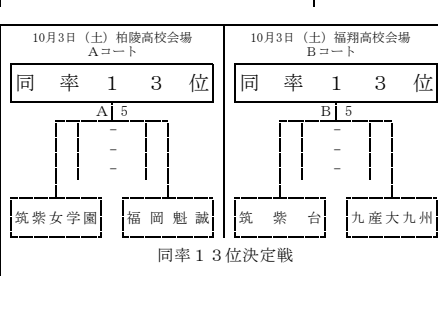 10月3日（土）柏陵高校会場
Aコート
同率13位
A 5
－
－
－
筑紫女学園
福岡魁誠
10月3日（土）福翔高校会場
Bコート
同率13位
B 5
－
－
－
筑紫台
九産大九州
同率13位決定戦